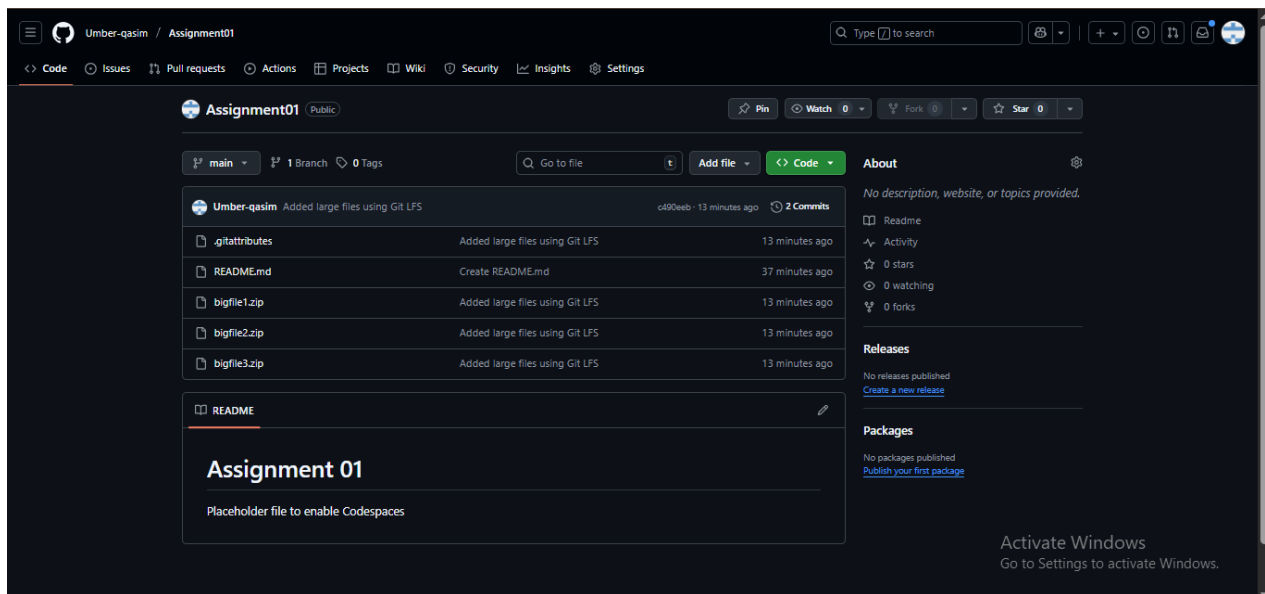 Umber-qasim / Assignment01
Type / to search
Code Issues Pull requests Actions Projects Wiki Security Insights Settings
Assignment01 Public
Pin Watch 0 Fork 0 Star 0
main 1 Branch 0 Tags
Go to file t
Add file Code
Umber-qasim Added large files using Git LFS c490eeb · 13 minutes ago 2 Commits
.gitattributes Added large files using Git LFS 13 minutes ago
README.md Create README.md 37 minutes ago
bigfile1.zip Added large files using Git LFS 13 minutes ago
bigfile2.zip Added large files using Git LFS 13 minutes ago
bigfile3.zip Added large files using Git LFS 13 minutes ago
README
Assignment 01
Placeholder file to enable Codespaces
About
No description, website, or topics provided.
Readme
Activity
0 stars
0 watching
0 forks
Releases
No releases published
Create a new release
Packages
No packages published
Publish your first package
Activate Windows
Go to Settings to activate Windows.